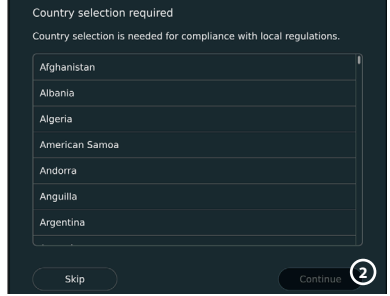 Country selection required
Country selection is needed for compliance with local regulations.
Afghanistan
Albania
Algeria
American Samoa
Andorra
Anguilla
Argentina
Skip
Continue
2